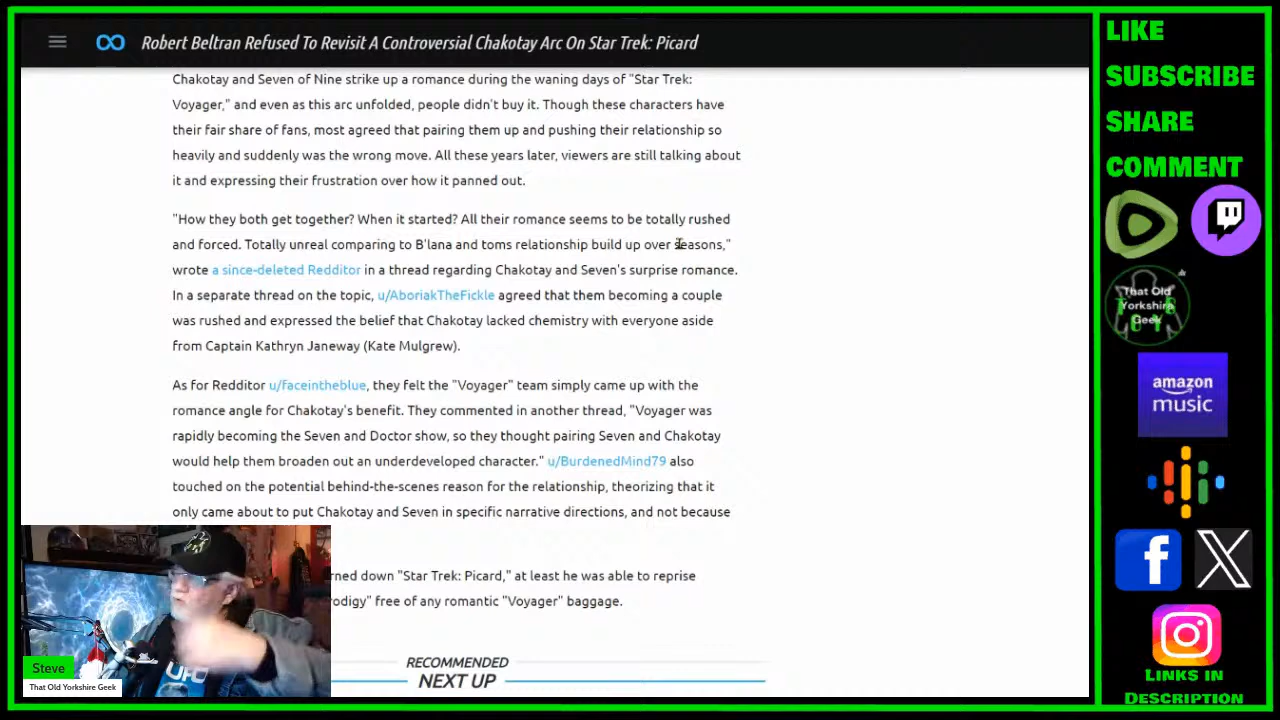 Robert Beltran Refused To Revisit A Controversial Chakotay Arc On Star Trek: Picard
Chakotay and Seven of Nine strike up a romance during the waning days of "Star Trek:
Voyager," and even as this arc unfolded, people didn't buy it. Though these characters have
their fair share of fans, most agreed that pairing them up and pushing their relationship so
heavily and suddenly was the wrong move. All these years later, viewers are still talking about
it and expressing their frustration over how it panned out.
"How they both get together? When it started? All their romance seems to be totally rushed
and forced. Totally unreal comparing to B'lana and toms relationship build up over seasons,"
wrote a since-deleted Redditor in a thread regarding Chakotay and Seven's surprise romance.
In a separate thread on the topic, u/AboriakTheFickle agreed that them becoming a couple
was rushed and expressed the belief that Chakotay lacked chemistry with everyone aside
from Captain Kathryn Janeway (Kate Mulgrew).
As for Redditor u/faceintheblue, they felt the "Voyager" team simply came up with the
romance angle for Chakotay's benefit. They commented in another thread, "Voyager was
rapidly becoming the Seven and Doctor show, so they thought pairing Seven and Chakotay
would help them broaden out an underdeveloped character." u/BurdenedMind79 also
touched on the potential behind-the-scenes reason for the relationship, theorizing that it
only came about to put Chakotay and Seven in specific narrative directions, and not because
rned down "Star Trek: Picard," at least he was able to reprise
rodigy" free of any romantic "Voyager" baggage.
RECOMMENDED
NEXT UP
UFC
Steve
That Old Yorkshire Geek
LIKE
SUBSCRIBE
SHARE
COMMENT
That Old
Yorkshire
Geek
amazon
music
LINKS IN
DESCRIPTION